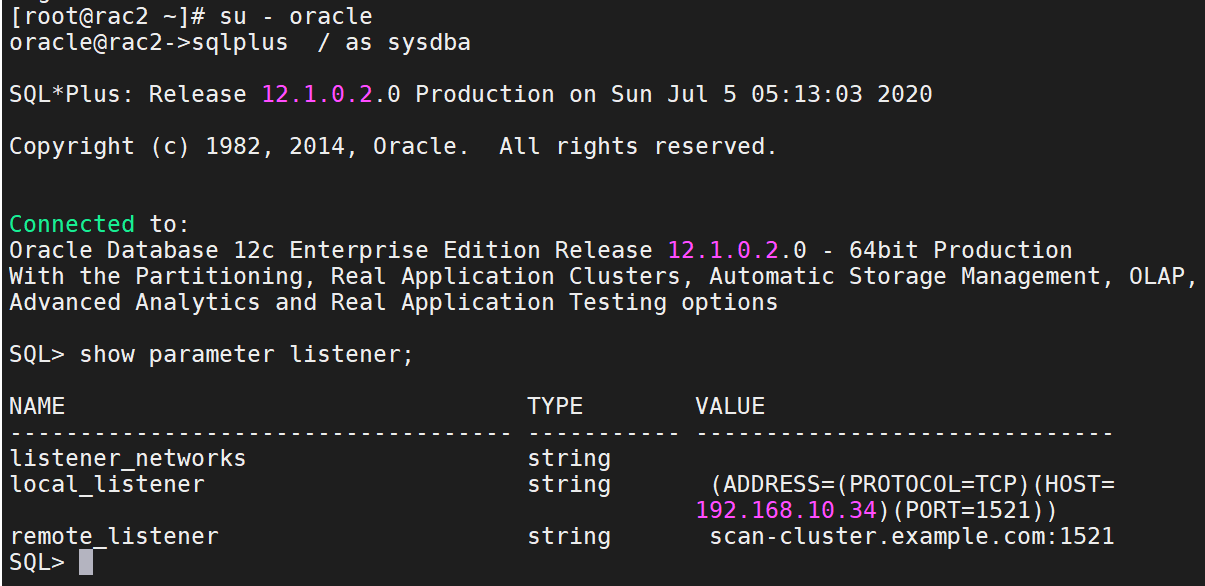 [root@rac2 ~]# su - oracle
oracle@rac2->sqlplus  / as sysdba
SQL*Plus: Release 12.1.0.2.0 Production on Sun Jul 5 05:13:03 2020
Copyright (c) 1982, 2014, Oracle.  All rights reserved.
Connected to:
Oracle Database 12c Enterprise Edition Release 12.1.0.2.0 - 64bit Production
With the Partitioning, Real Application Clusters, Automatic Storage Management, OLAP,
Advanced Analytics and Real Application Testing options
SQL> show parameter listener;
NAME                                 TYPE        VALUE
------------------------------------ ----------- ------------------------------
listener_networks                    string
local_listener                       string       (ADDRESS=(PROTOCOL=TCP)(HOST=
                                                 192.168.10.34)(PORT=1521))
remote_listener                      string       scan-cluster.example.com:1521
SQL>